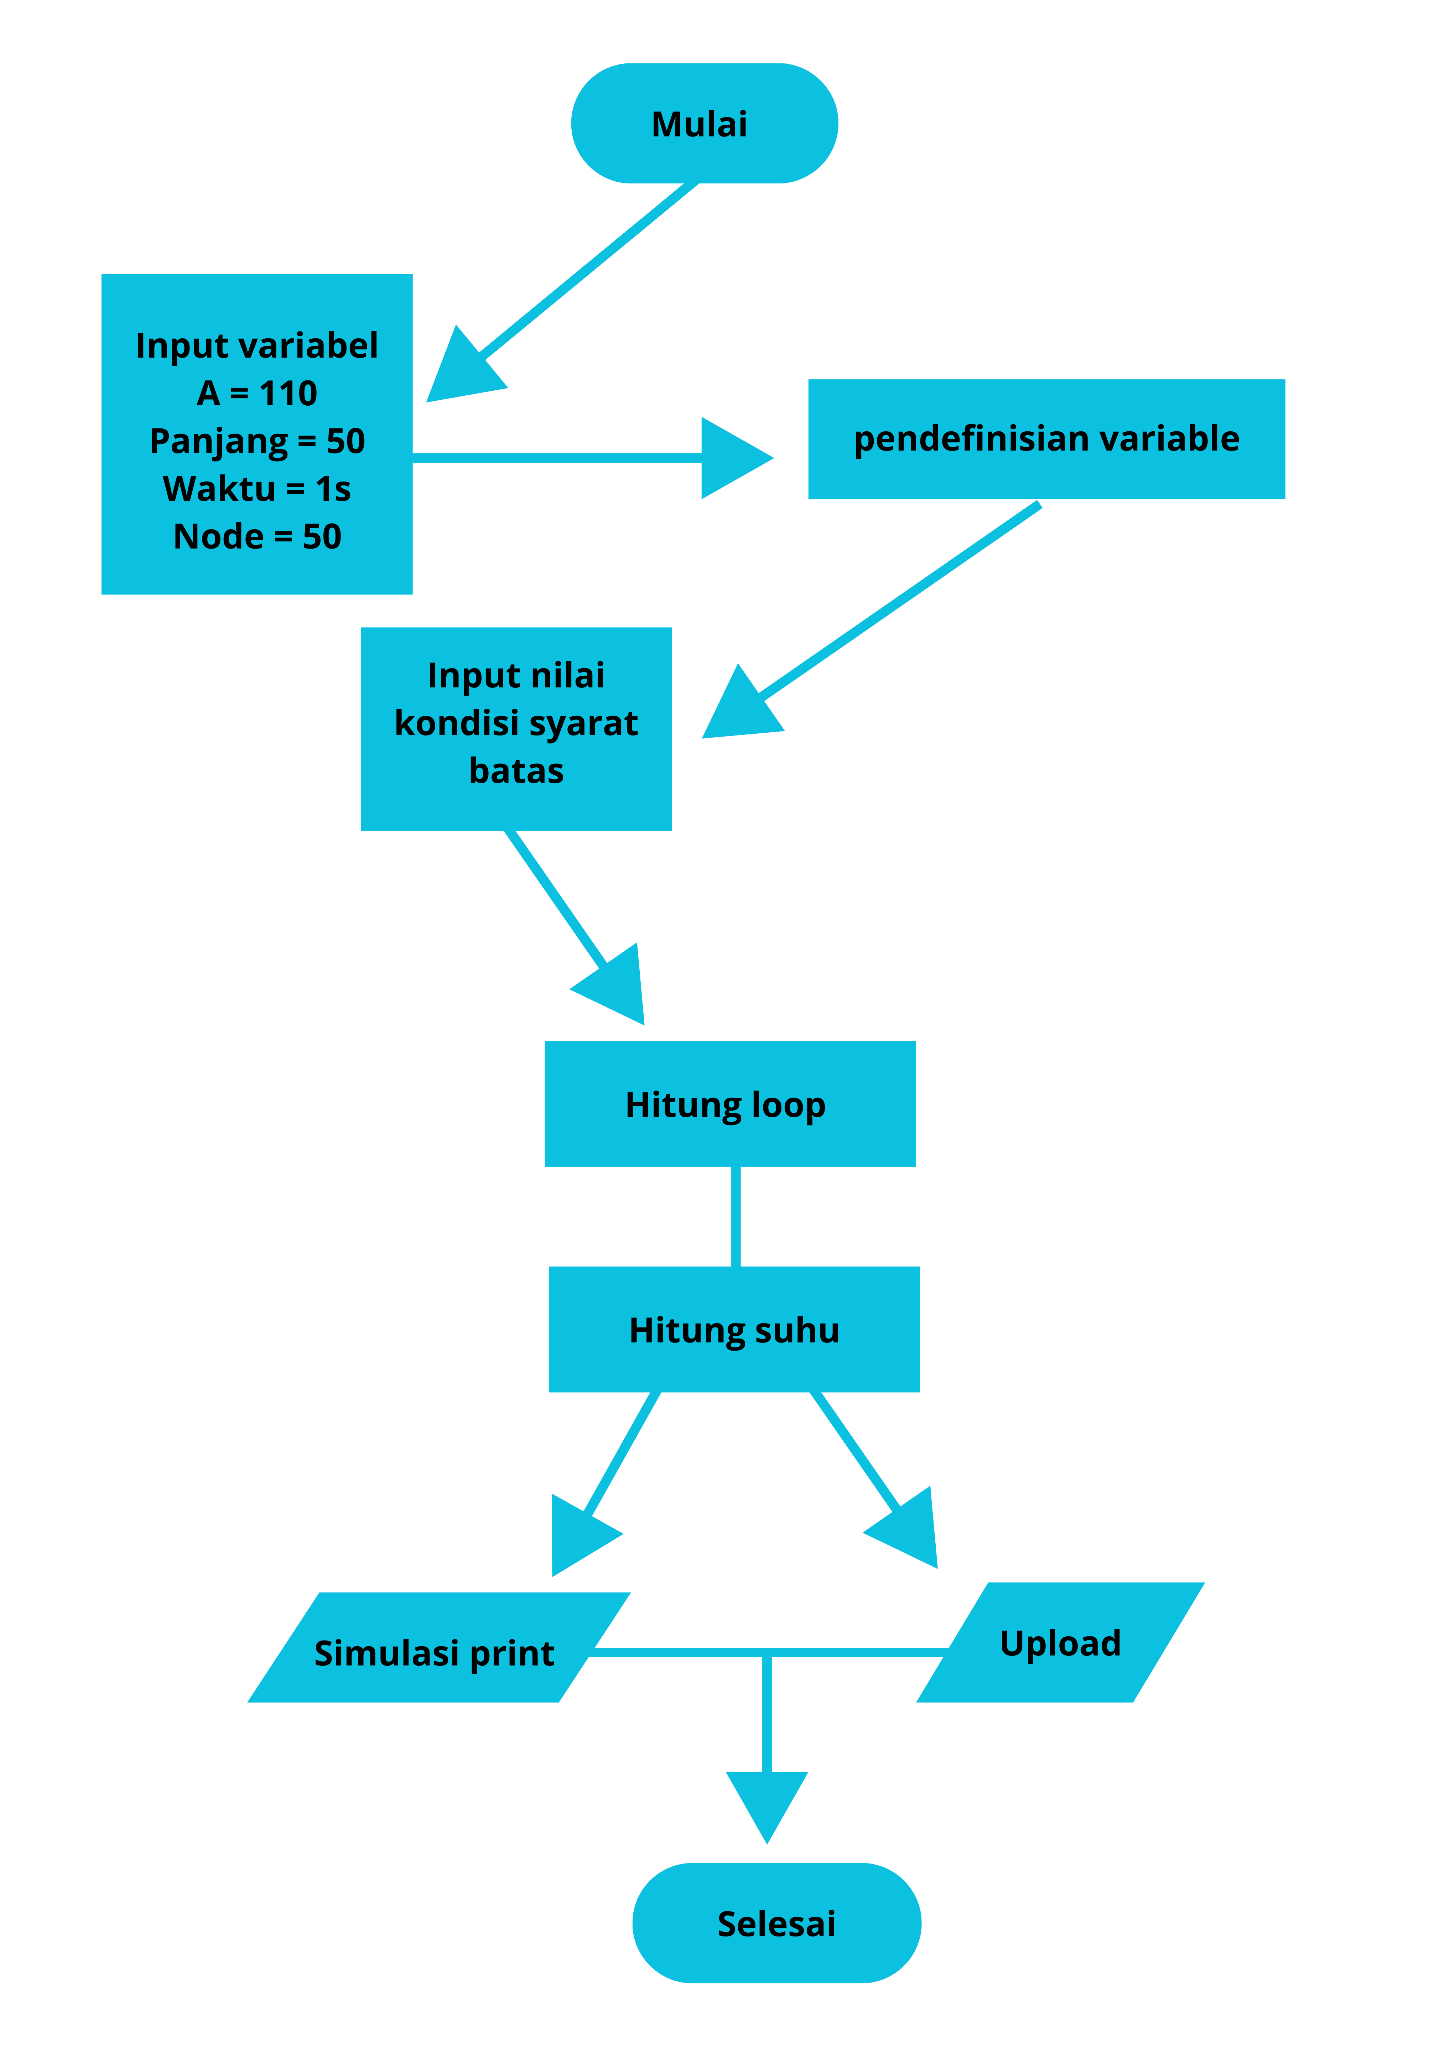 Mulai
Input variabel
A = 110
Panjang = 50
Waktu = 1s
Node = 50
pendefinisian variable
Input nilai
kondisi syarat
batas
Hitung loop
Hitung suhu
Simulasi print
Upload
Selesai